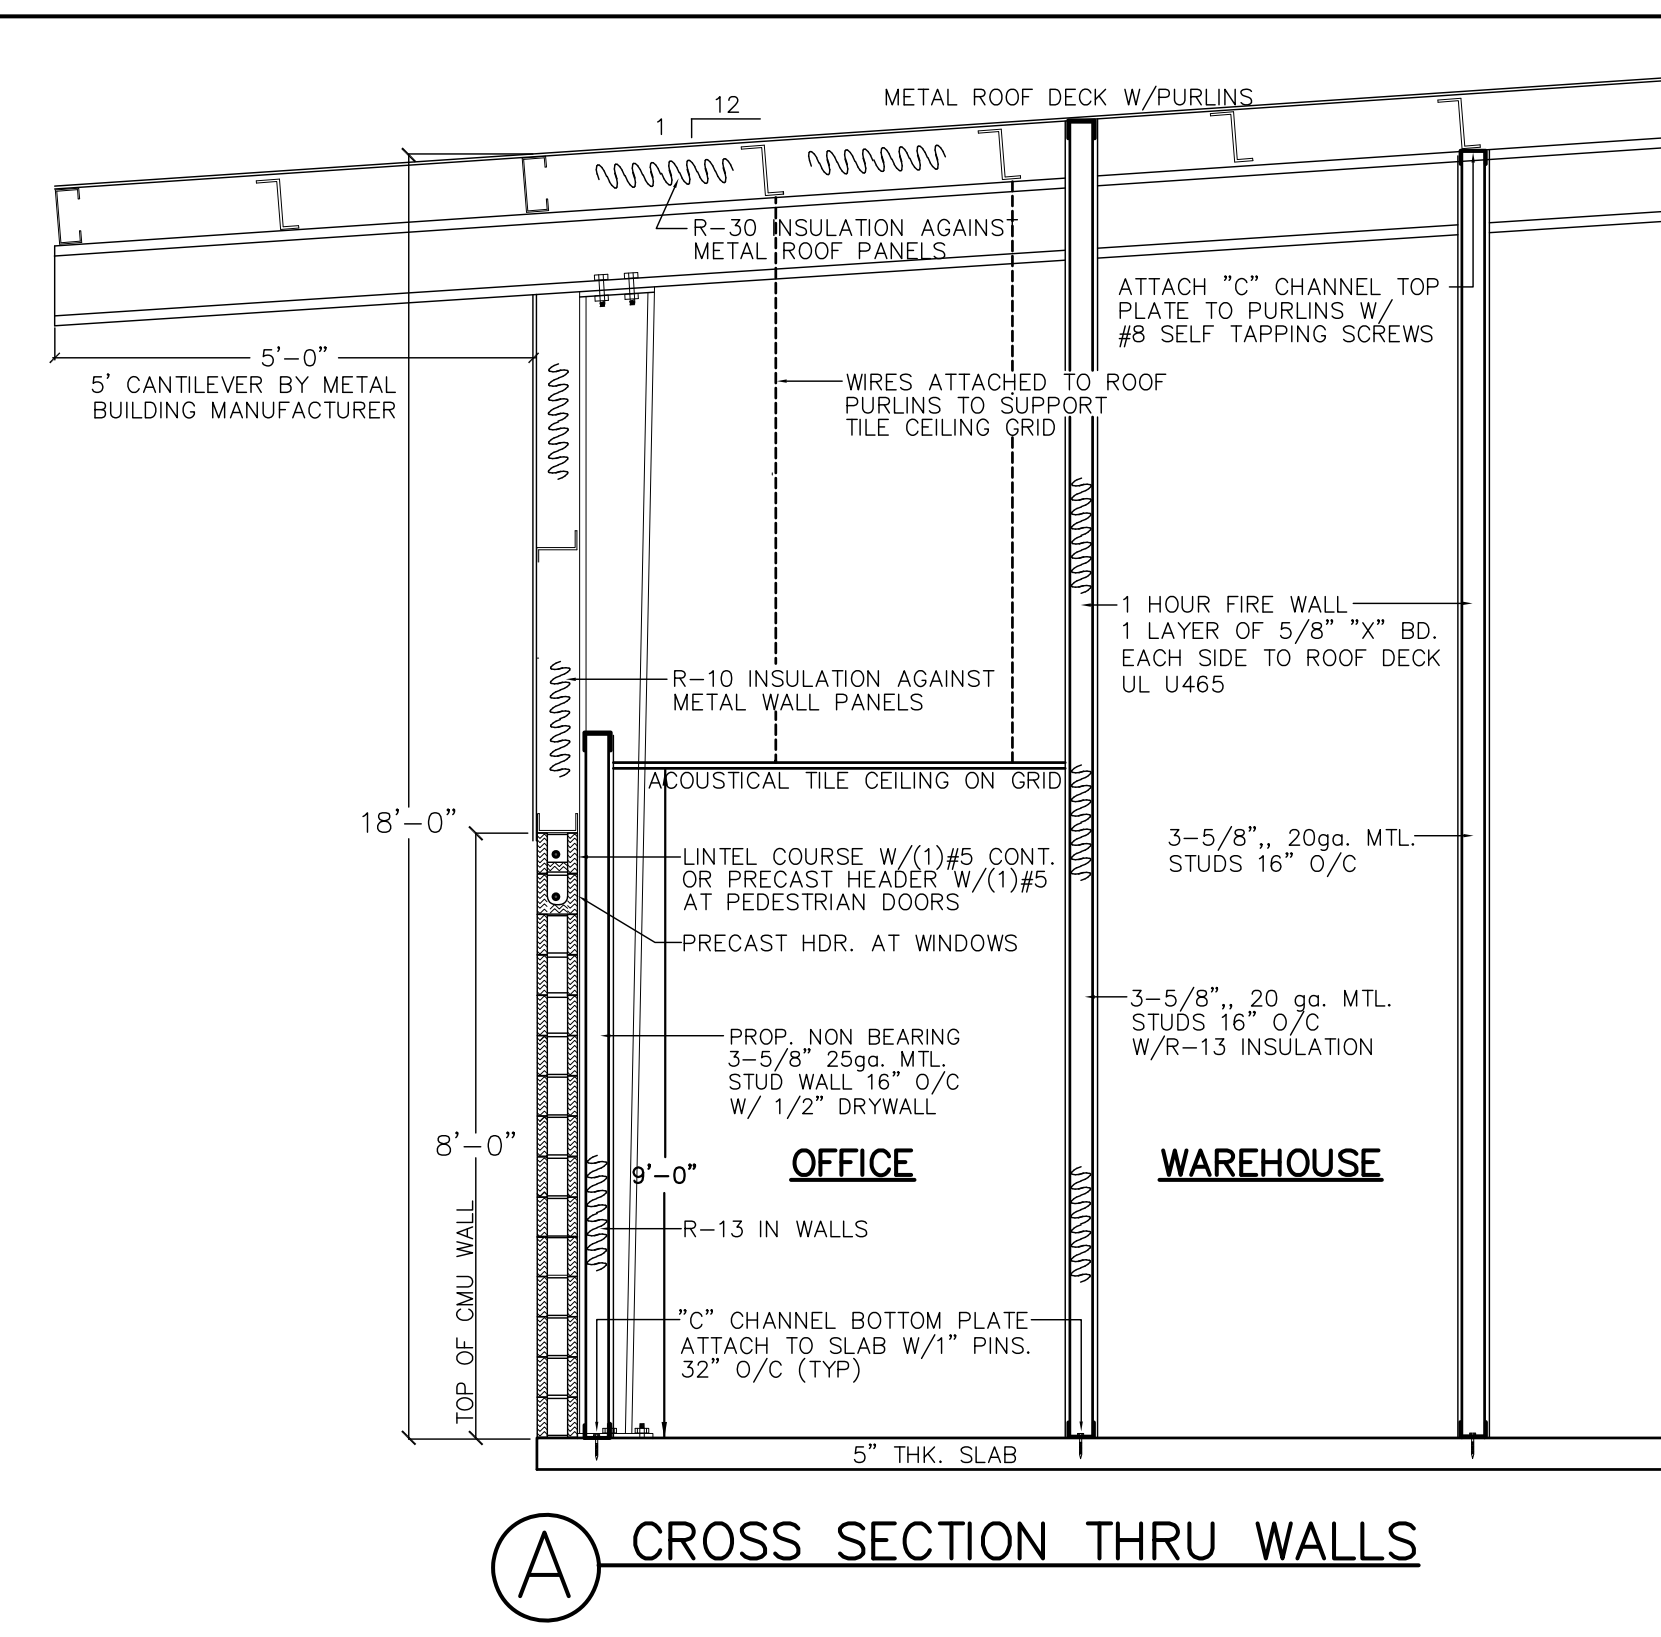 12
1
METAL ROOF DECK W/PURLINS
R-30 INSULATION AGAINST
METAL ROOF PANELS
ATTACH "C" CHANNEL TOP
PLATE TO PURLINS W/
#8 SELF TAPPING SCREWS
5'-0"
5' CANTILEVER BY METAL
BUILDING MANUFACTURER
WIRES ATTACHED TO ROOF
PURLINS TO SUPPORT
TILE CEILING GRID
1 HOUR FIRE WALL
1 LAYER OF 5/8" "X" BD.
EACH SIDE TO ROOF DECK
UL U465
R-10 INSULATION AGAINST
METAL WALL PANELS
ACOUSTICAL TILE CEILING ON GRID
18'-0"
3-5/8",, 20ga. MTL.
STUDS 16" O/C
LINTEL COURSE W/(1)#5 CONT.
OR PRECAST HEADER W/(1)#5
AT PEDESTRIAN DOORS
PRECAST HDR. AT WINDOWS
3-5/8",, 20 ga. MTL.
STUDS 16" O/C
W/R-13 INSULATION
PROP. NON BEARING
3-5/8" 25ga. MTL.
STUD WALL 16" O/C
W/ 1/2" DRYWALL
8'-0"
TOP OF CMU WALL
9'-0"
OFFICE
WAREHOUSE
R-13 IN WALLS
"C" CHANNEL BOTTOM PLATE
ATTACH TO SLAB W/1" PINS.
32" O/C (TYP)
5" THK. SLAB
A
CROSS SECTION THRU WALLS